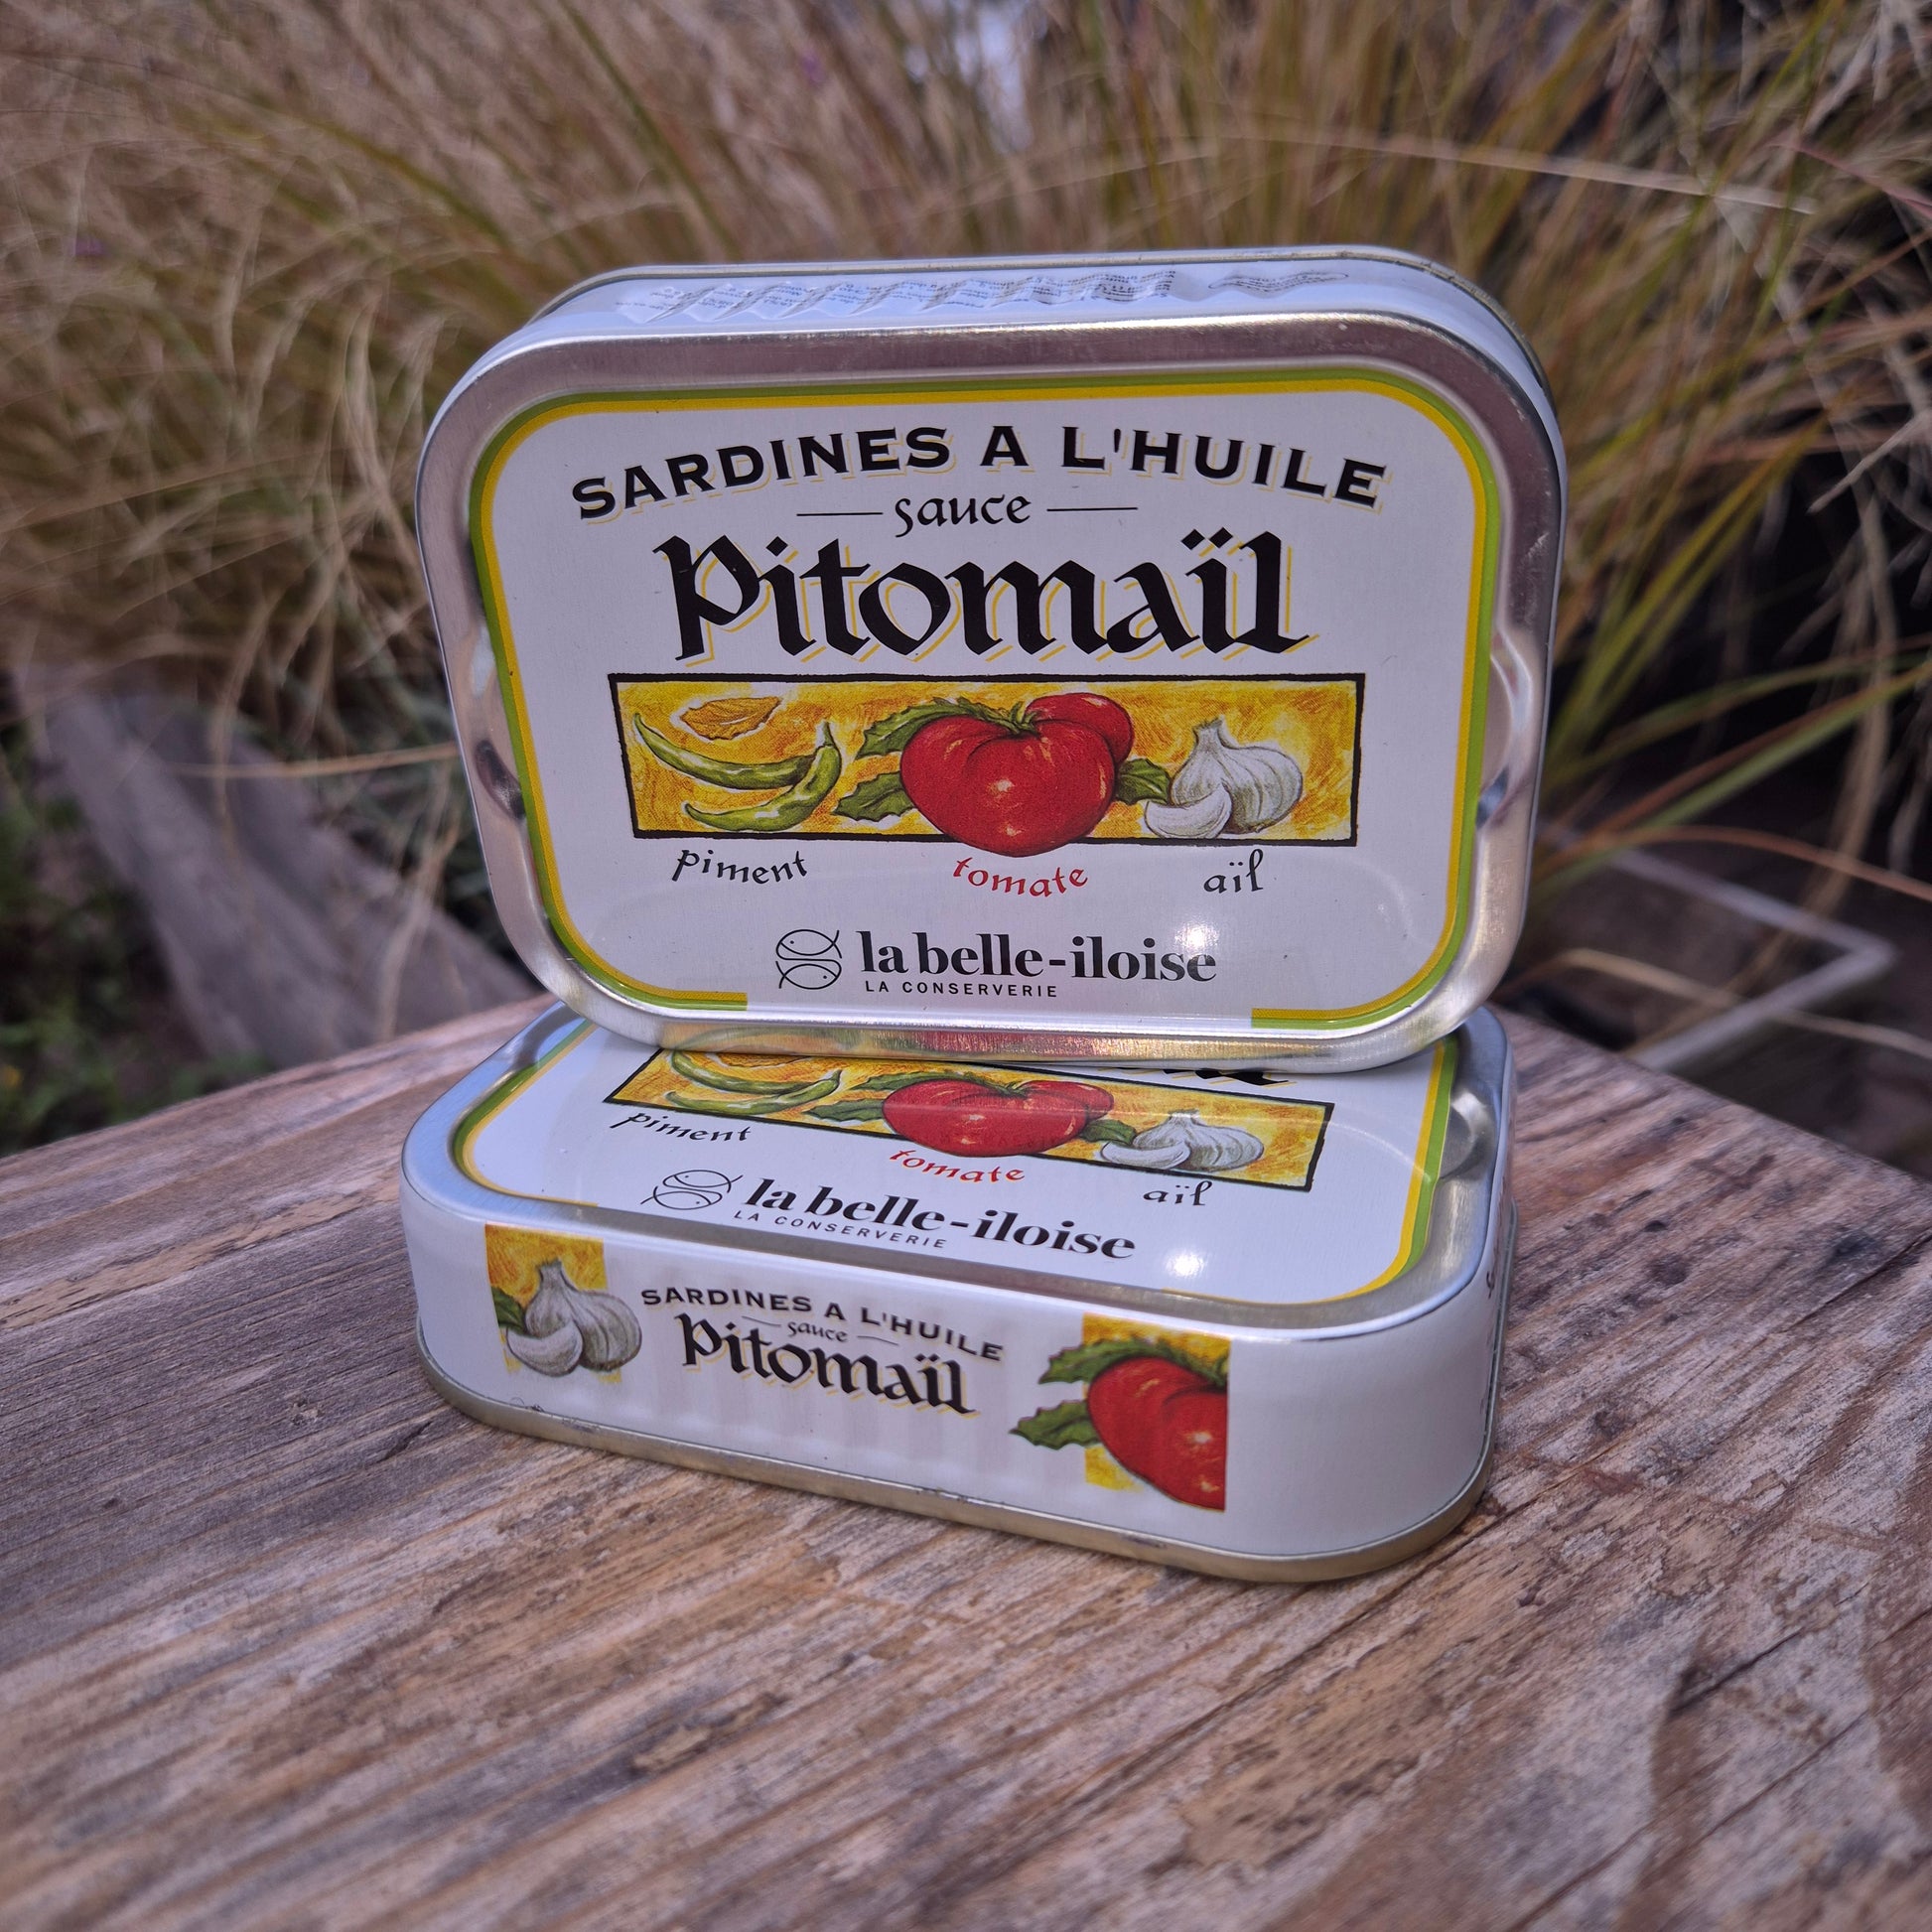 SARDINES A L'HUILE
sauce
Pitomaïl
piment tomate aïl
la belle-iloise
LA CONSERVERIE
piment tomate aïl
la belle-iloise
LA CONSERVERIE
SARDINES A L'HUILE
sauce
Pitomaïl